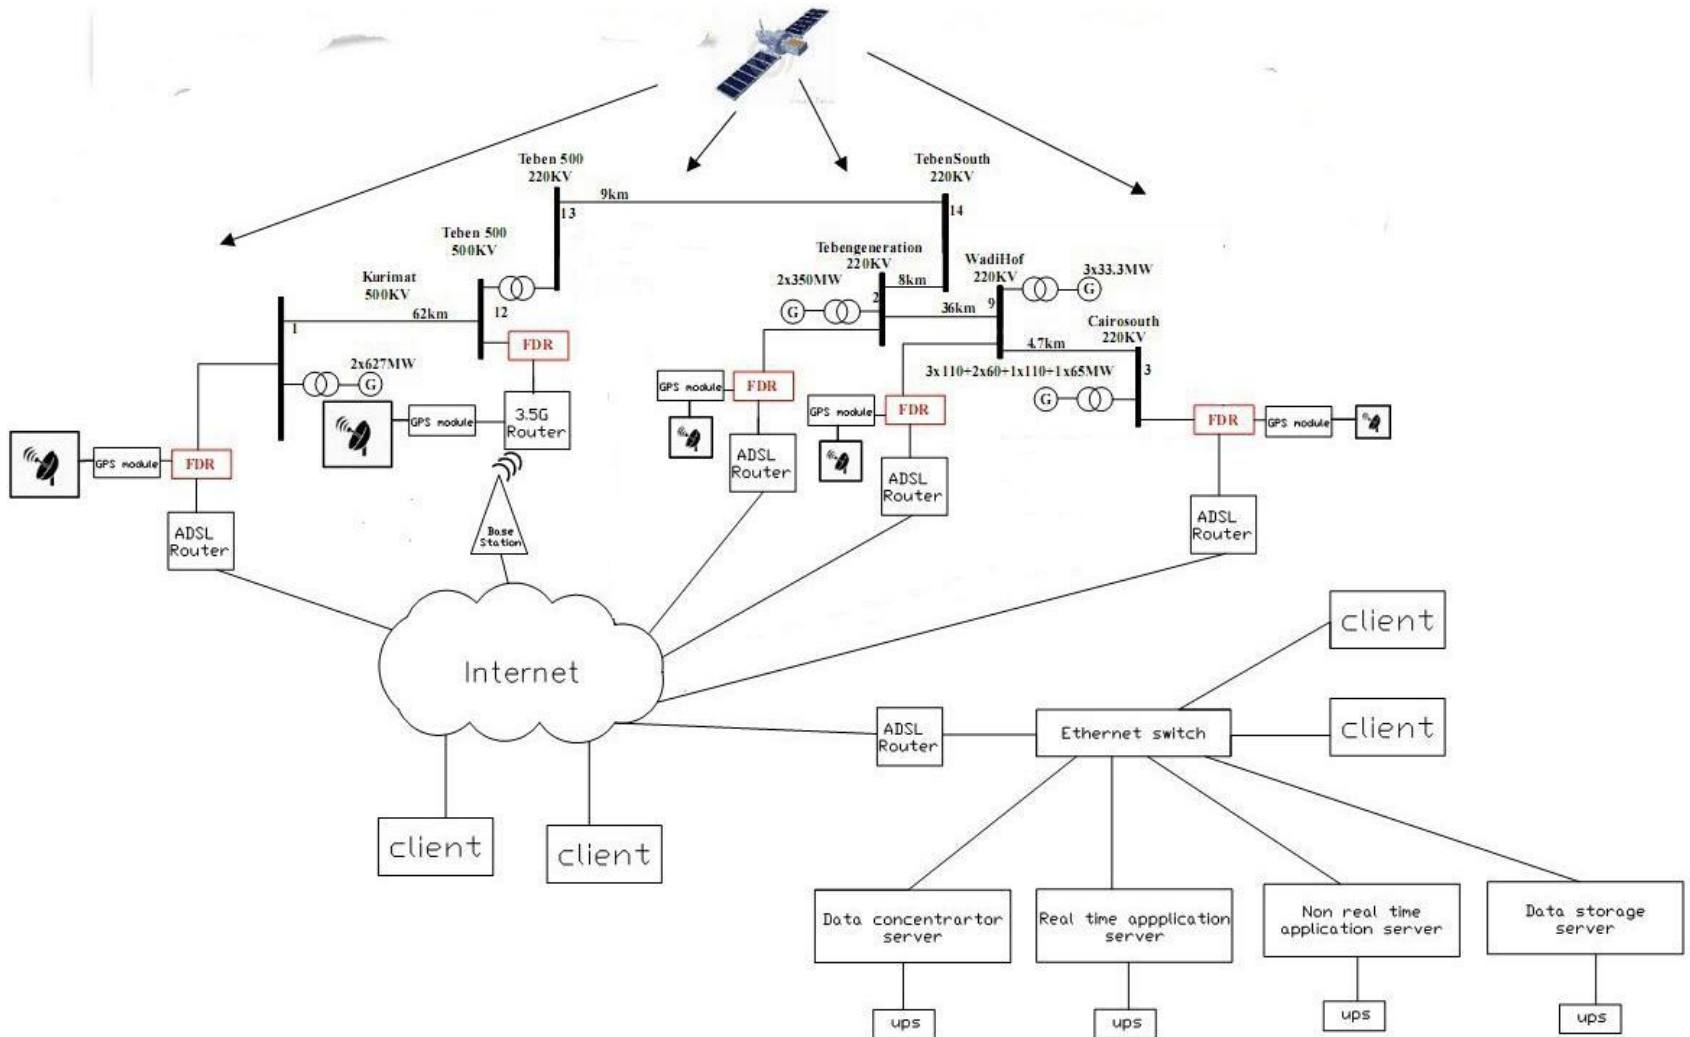 Teben 500
220KV
TebenSouth
220KV
9km
13
14
Teben 500
500KV
Tebengeneration
220KV
WadiHof
220KV
3x33.3MW
G
Kurimat
500KV
2x350MW
8km
2
9
36km
G
62km
12
1
Cairosouth
220KV
4.7km
3
FDR
2x627MW
G
3x110+2x60+1x110+1x65MW
G
GPS module
FDR
GPS module
FDR
FDR
GPS module
GPS module
3.5G
Router
GPS module
FDR
ADSL
Router
ADSL
Router
ADSL
Router
ADSL
Router
Base
Station
Internet
client
client
ADSL
Router
Ethernet switch
client
client
Data concentrartor
server
Real time appplication
server
Non real time
application server
Data storage
server
ups
ups
ups
ups